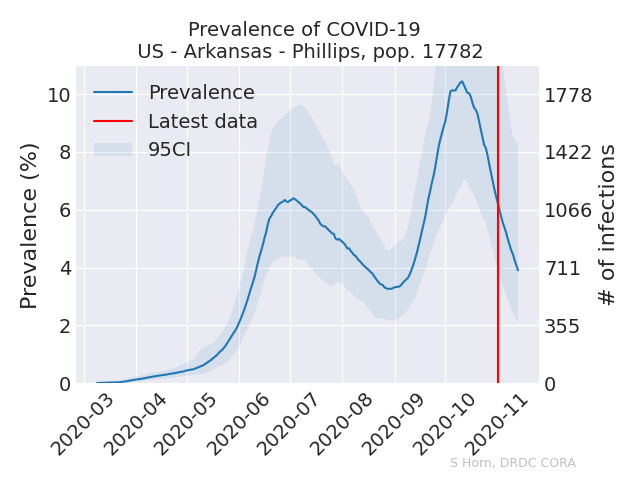 Prevalence of COVID-19
US - Arkansas - Phillips, pop. 17782
Prevalence
Latest data
95CI
Prevalence (%)
10
8
6
4
2
0
1778
1422
1066
711
355
0
# of infections
2020-03
2020-04
2020-05
2020-06
2020-07
2020-08
2020-09
2020-10
2020-11
S Horn, DRDC CORA